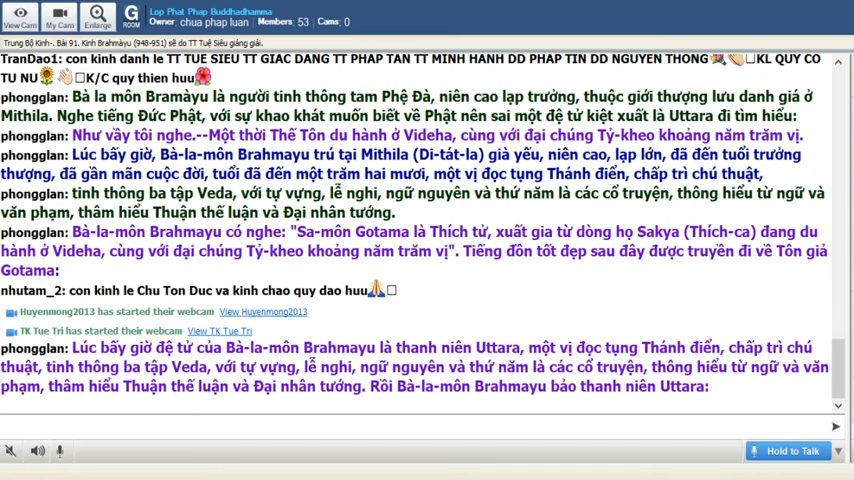 Lop Phat Phap Buddhadhamma
Owner: chua phap luan Members: 53 Cams: 0
View Cam
My Cam
Enlarge
G
ROOM
Trung Bộ Kinh-. Bài 91. Kinh Brahmàyu (948-951) sẽ do TT Tuệ Siêu giảng giải.
TranDao1: con kinh danh le TT TUE SIEU TT GIAC DANG TT PHAP TAN TT MINH HANH DD PHAP TIN DD NGUYEN THONG🎉👏□KL QUY CO
TU NU🌻👏□K/C quy thien huu🌺
phongglan: Bà la môn Bramàyu là người tinh thông tam Phệ Đà, niên cao lạp trưởng, thuộc giới thượng lưu danh giá ở
Mithila. Nghe tiếng Đức Phật, với sự khao khát muốn biết về Phật nên sai một đệ tử kiệt xuất là Uttara đi tìm hiểu:
phongglan: Như vầy tôi nghe.--Một thời Thế Tôn du hành ở Videha, cùng với đại chúng Tỷ-kheo khoảng năm trăm vị.
phongglan: Lúc bấy giờ, Bà-la-môn Brahmayu trú tại Mithila (Di-tát-la) già yếu, niên cao, lạp lớn, đã đến tuổi trưởng
thượng, đã gần mãn cuộc đời, tuổi đã đến một trăm hai mươi, một vị đọc tụng Thánh điển, chấp trì chú thuật,
phongglan: tinh thông ba tập Veda, với tự vựng, lễ nghi, ngữ nguyên và thứ năm là các cổ truyện, thông hiểu từ ngữ và
văn phạm, thâm hiểu Thuận thế luận và Đại nhân tướng.
phongglan: Bà-la-môn Brahmayu có nghe: "Sa-môn Gotama là Thích tử, xuất gia từ dòng họ Sakya (Thích-ca) đang du
hành ở Videha, cùng với đại chúng Tỷ-kheo khoảng năm trăm vị". Tiếng đồn tốt đẹp sau đây được truyền đi về Tôn giả
Gotama:
nhutam_2: con kinh le Chu Ton Duc va kinh chao quy dao huu🙏□
Huyenmong2013 has started their webcam View Huyenmong2013
TK Tue Tri has started their webcam View TK Tue Tri
phongglan: Lúc bấy giờ đệ tử của Bà-la-môn Brahmayu là thanh niên Uttara, một vị đọc tụng Thánh điển, chấp trì chú
thuật, tinh thông ba tập Veda, với tự vựng, lễ nghi, ngữ nguyên và thứ năm là các cổ truyện, thông hiểu từ ngữ và văn
phạm, thâm hiểu Thuận thế luận và Đại nhân tướng. Rồi Bà-la-môn Brahmayu bảo thanh niên Uttara:
Hold to Talk